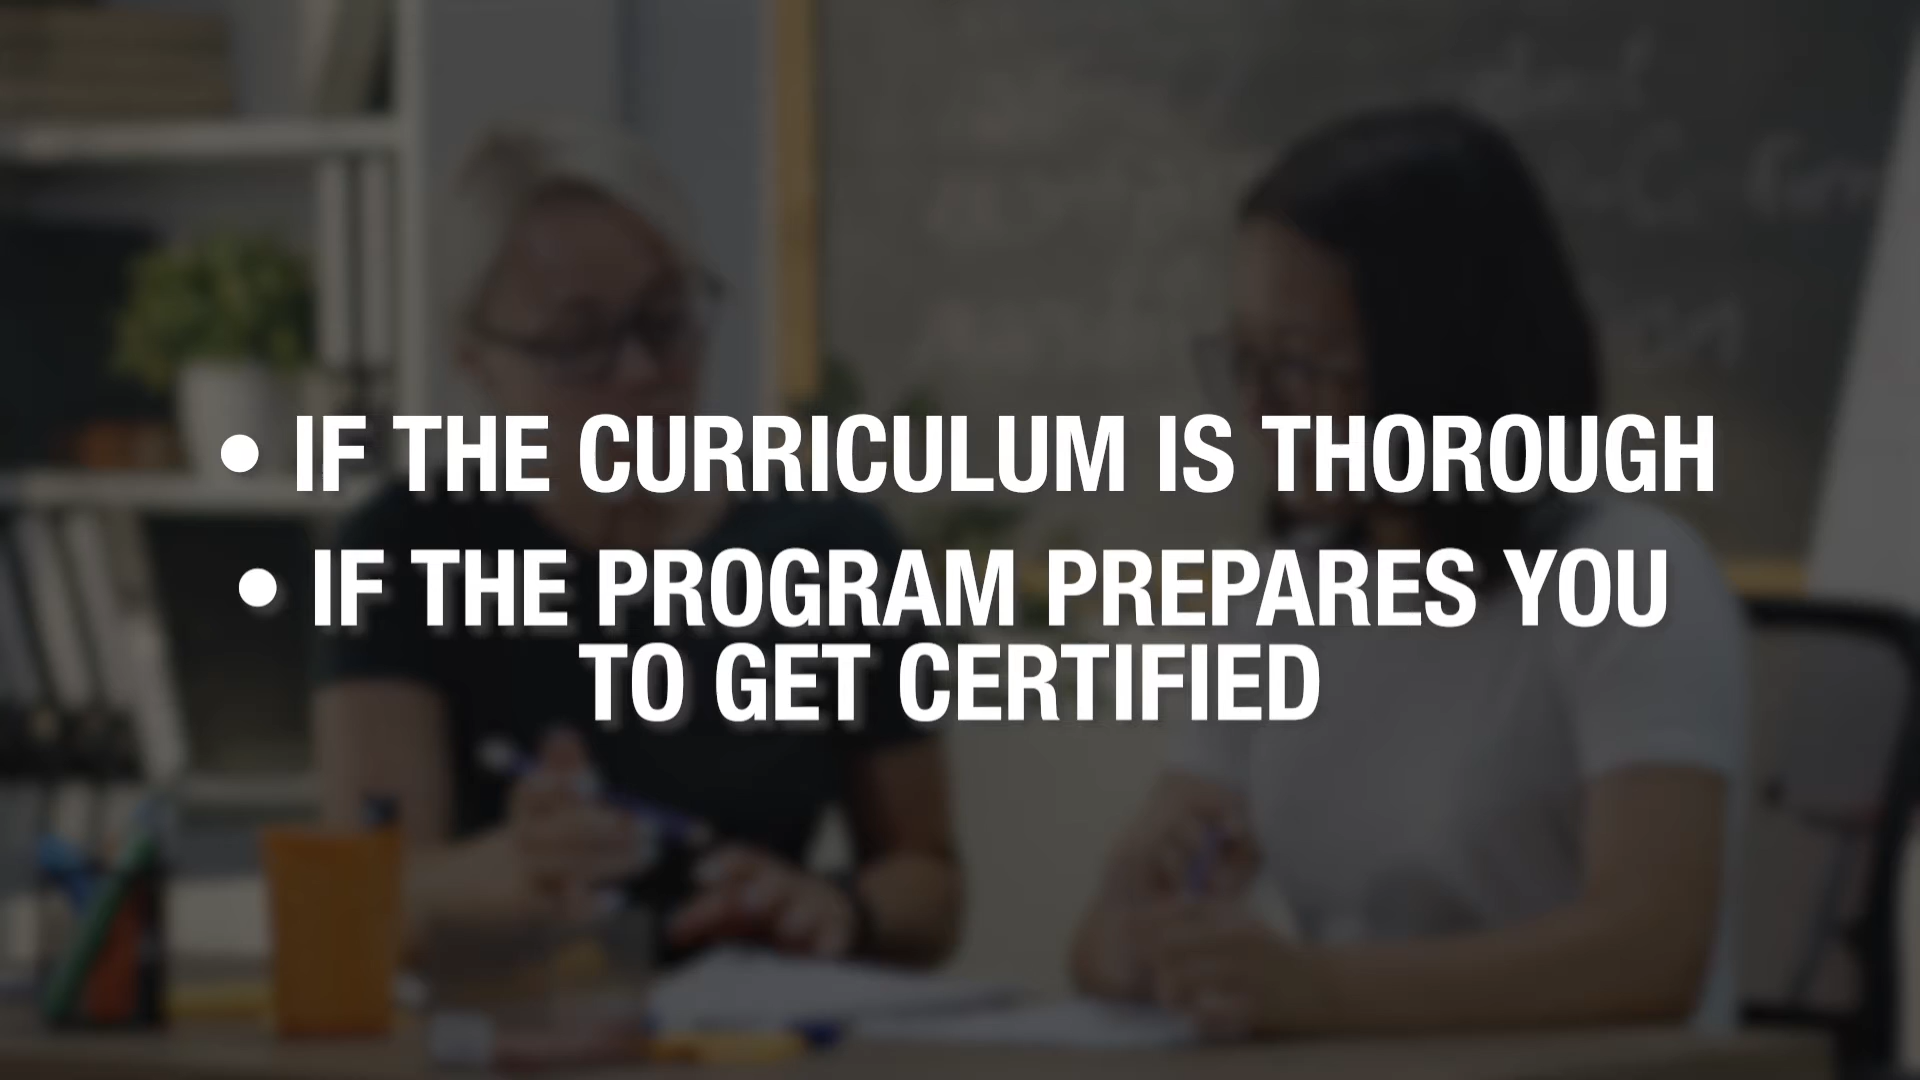 • IF THE CURRICULUM IS THOROUGH
• IF THE PROGRAM PREPARES YOU
TO GET CERTIFIED